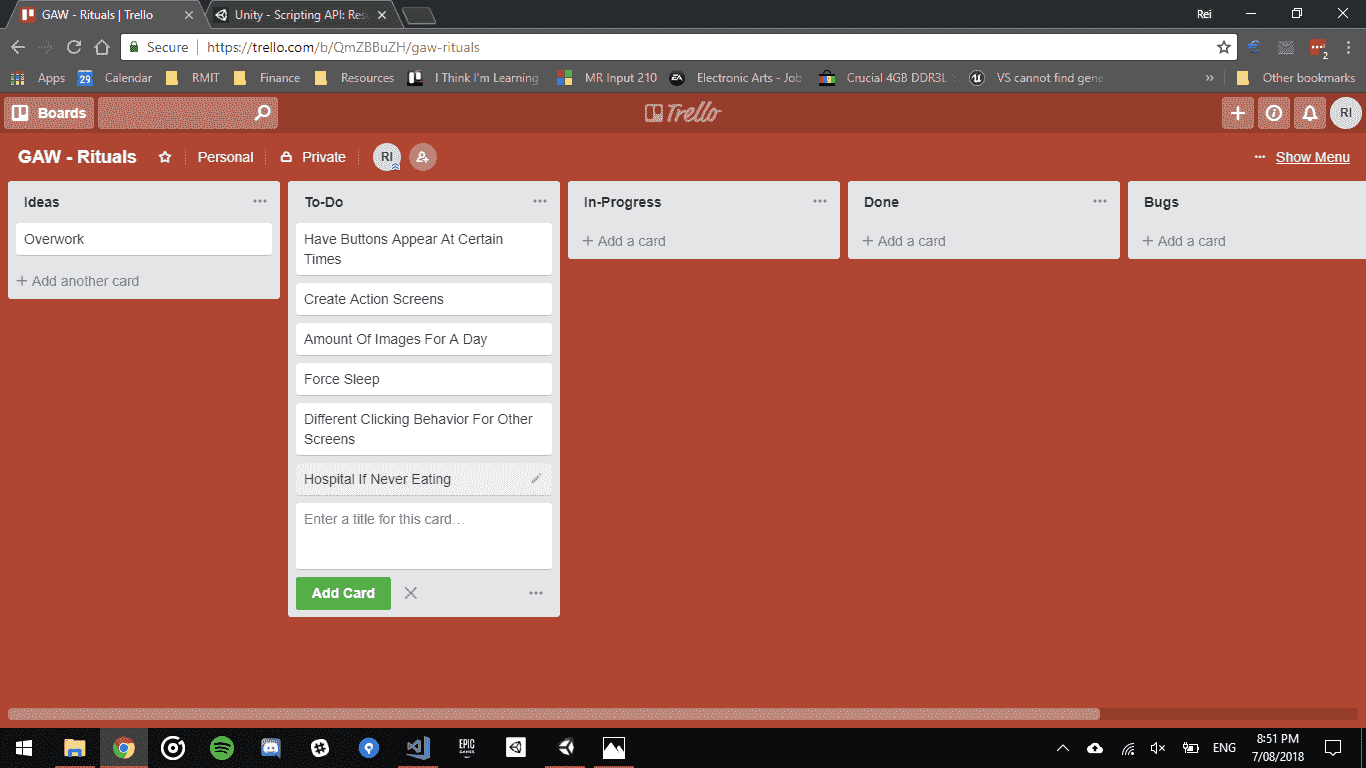 GAW - Rituals | Trello
Unity - Scripting API: Res
Rei
Secure
https://trello.com/b/QmZBBuZH/gaw-rituals
2
Apps
29
Calendar
RMIT
Finance
Resources
I Think I'm Learning
MR Input 210
EA
Electronic Arts - Job
Crucial 4GB DDR3L
VS cannot find gene
»
Other bookmarks
Boards
Trello
RI
GAW - Rituals
Personal
Private
RI
Show Menu
Ideas
Overwork
+ Add another card
To-Do
Have Buttons Appear At Certain
Times
Create Action Screens
Amount Of Images For A Day
Force Sleep
Different Clicking Behavior For Other
Screens
Hospital If Never Eating
Enter a title for this card…
Add Card
In-Progress
+ Add a card
Done
+ Add a card
Bugs
+ Add a card
EPIC
GAMES
ENG
8:51 PM
7/08/2018